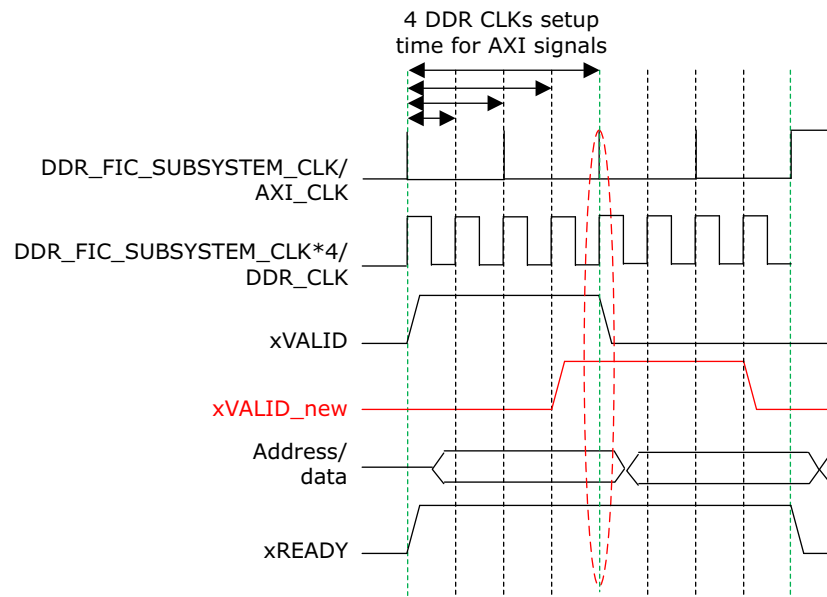 4 DDR CLKs setup
time for AXI signals
DDR_FIC_SUBSYSTEM_CLK/
AXI_CLK
DDR_FIC_SUBSYSTEM_CLK*4/
DDR_CLK
xVALID
xVALID_new
Address/
data
xREADY